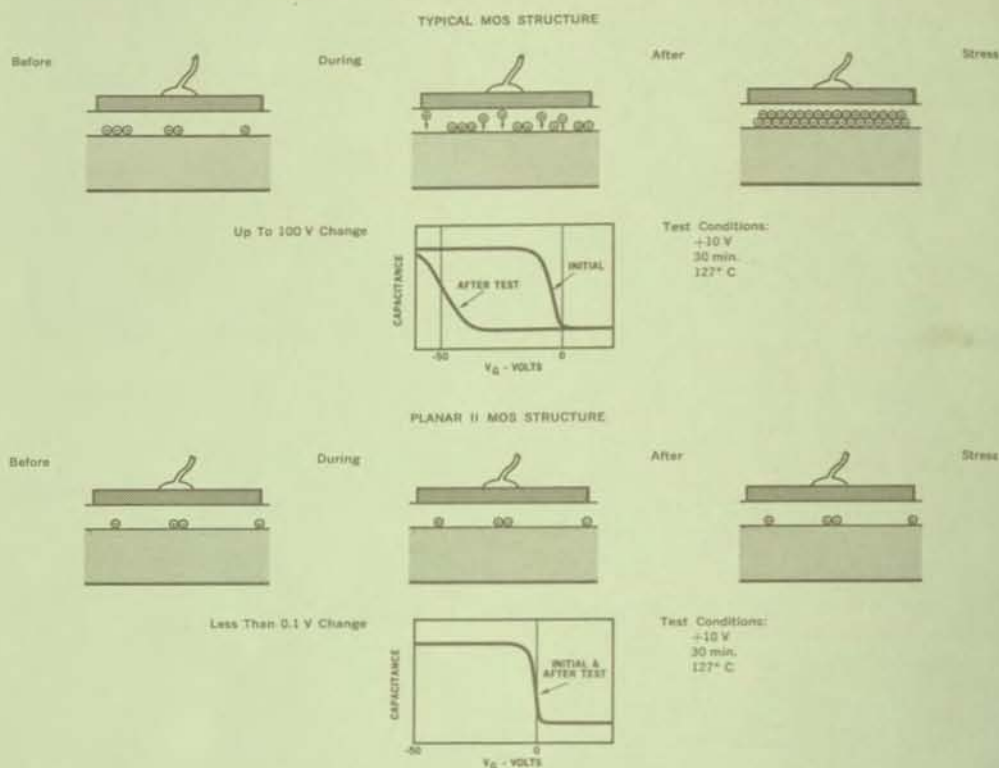 TYPICAL MOS STRUCTURE
Before During After Stress
Up To 100 V Change
CAPACITANCE
INITIAL
AFTER TEST
-50 0
V_G - VOLTS
Test Conditions:
+10 V
30 min.
127° C
PLANAR II MOS STRUCTURE
Before During After Stress
Less Than 0.1 V Change
CAPACITANCE
INITIAL &
AFTER TEST
-50 0
V_G - VOLTS
Test Conditions:
+10 V
30 min.
127° C